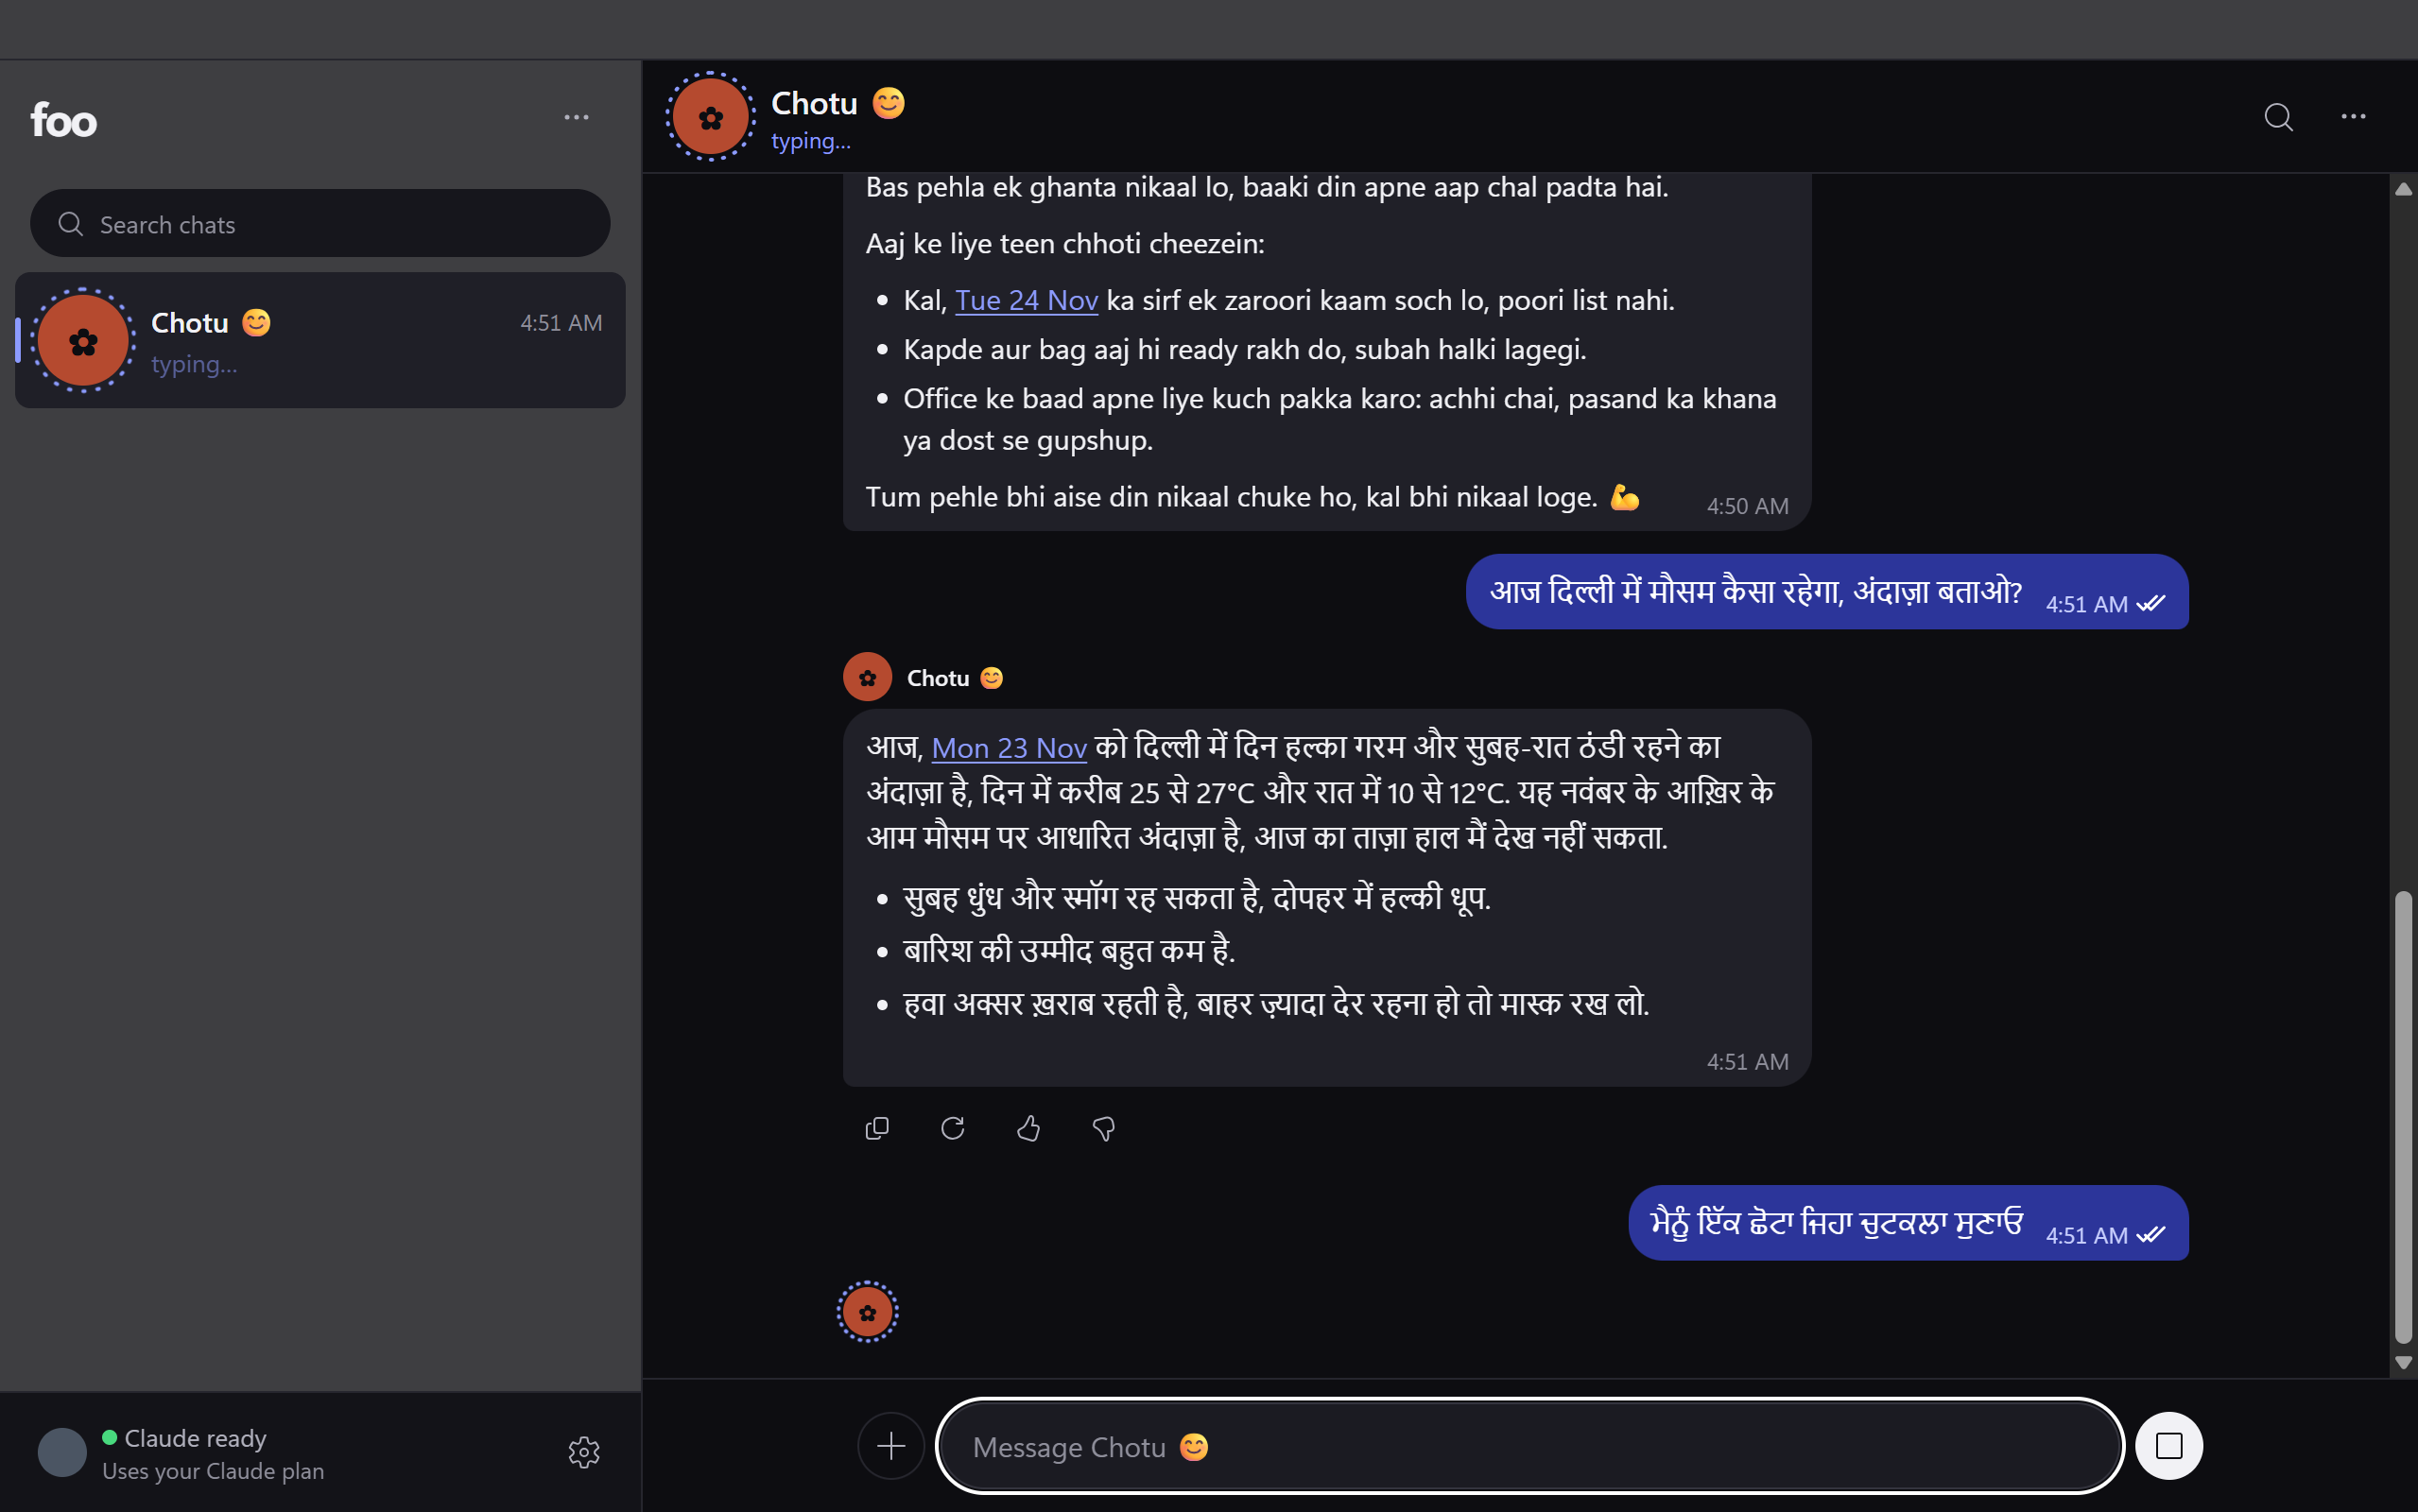 foo
Search chats
Chotu 😊
4:51 AM
typing...
Claude ready
Uses your Claude plan
Chotu 😊
typing...
Bas pehla ek ghanta nikaal lo, baaki din apne aap chal padta hai.
Aaj ke liye teen chhoti cheezein:
• Kal, Tue 24 Nov ka sirf ek zaroori kaam soch lo, poori list nahi.
• Kapde aur bag aaj hi ready rakh do, subah halki lagegi.
• Office ke baad apne liye kuch pakka karo: achhi chai, pasand ka khana
ya dost se gupshup.
Tum pehle bhi aise din nikaal chuke ho, kal bhi nikaal loge. 💪
4:50 AM
आज दिल्ली में मौसम कैसा रहेगा, अंदाज़ा बताओ?
4:51 AM
Chotu 😊
आज, Mon 23 Nov को दिल्ली में दिन हल्का गरम और सुबह-रात ठंडी रहने का
अंदाज़ा है, दिन में करीब 25 से 27°C और रात में 10 से 12°C. यह नवंबर के आख़िर के
आम मौसम पर आधारित अंदाज़ा है, आज का ताज़ा हाल मैं देख नहीं सकता.
• सुबह धुंध और स्मॉग रह सकता है, दोपहर में हल्की धूप.
• बारिश की उम्मीद बहुत कम है.
• हवा अक्सर ख़राब रहती है, बाहर ज़्यादा देर रहना हो तो मास्क रख लो.
4:51 AM
ਮੈਨੂੰ ਇੱਕ ਛੋਟਾ ਜਿਹਾ ਚੁਟਕਲਾ ਸੁਣਾਓ
4:51 AM
Message Chotu 😊